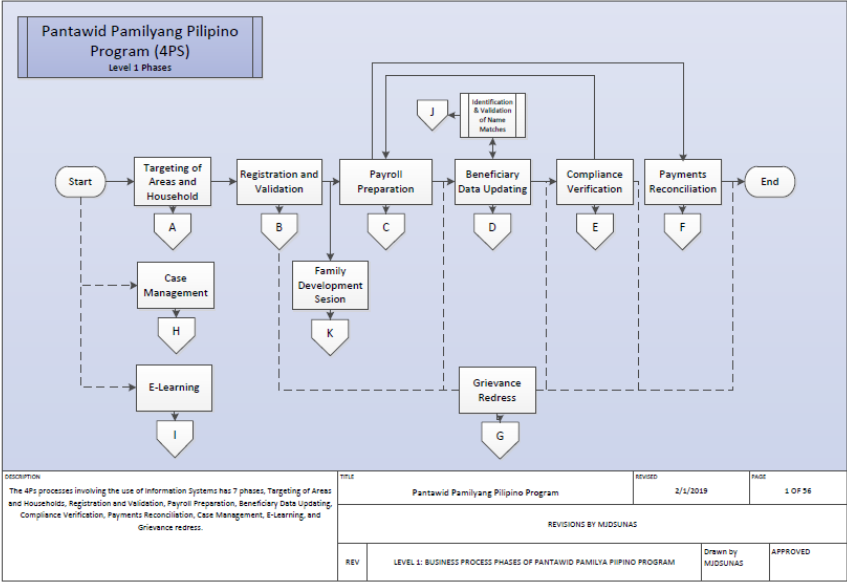 Pantawid Pamilyang Pilipino
Program (4PS)
Level 1 Phases
Identification
& Validation
of Name
Matches
J
Start
Targeting of
Areas and
Household
Registration and
Validation
Payroll
Preparation
Beneficiary
Data Updating
Compliance
Verification
Payments
Reconciliation
End
A
B
C
D
E
F
Case
Management
Family
Development
Sesion
H
K
E-Learning
Grievance
Redress
I
G
DESCRIPTION
The 4Ps processes involving the use of Information Systems has 7 phases, Targeting of Areas
and Households, Registration and Validation, Payroll Preparation, Beneficiary Data Updating,
Compliance Verification, Payments Reconciliation, Case Management, E-Learning, and
Grievance redress.
TITLE
Pantawid Pamilyang Pilipino Program
REVISED
2/1/2019
PAGE
1 OF 56
REVISIONS BY MJDSUNAS
REV
LEVEL 1: BUSINESS PROCESS PHASES OF PANTAWID PAMILYA PIIPINO PROGRAM
Drawn by
MJDSUNAS
APPROVED